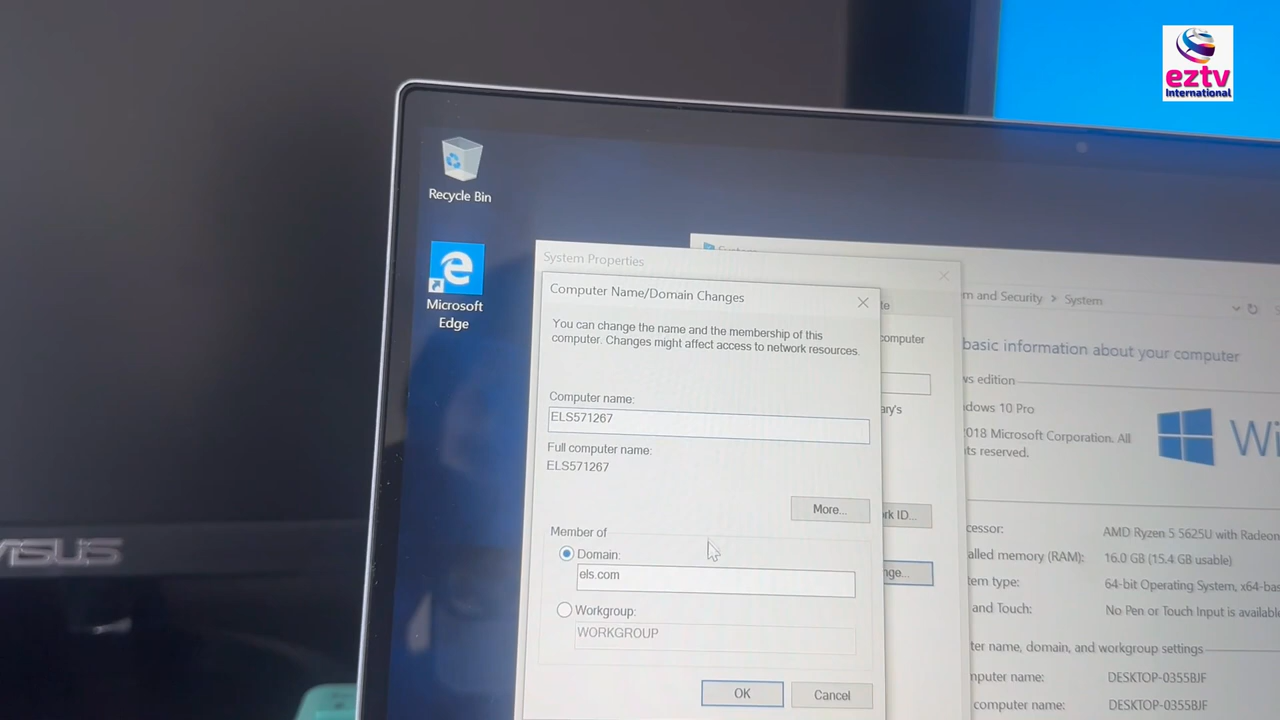 eztv
International
Recycle Bin
Microsoft
Edge
System Properties
Computer Name/Domain Changes
You can change the name and the membership of this
computer. Changes might affect access to network resources.
Computer name:
ELS571267
Full computer name:
ELS571267
More...
Member of
Domain:
els.com
Workgroup:
WORKGROUP
OK
Cancel
computer
ary's
rk ID...
nge...
System
m and Security > System
basic information about your computer
ws edition
dows 10 Pro
018 Microsoft Corporation. All
ts reserved.
Wi
cessor:
AMD Ryzen 5 5625U with Radeon
alled memory (RAM):
16.0 GB (15.4 GB usable)
tem type:
64-bit Operating System, x64-bas
and Touch:
No Pen or Touch Input is available
ter name, domain, and workgroup settings
mputer name:
DESKTOP-0355BJF
computer name:
DESKTOP-0355BJF
ASUS